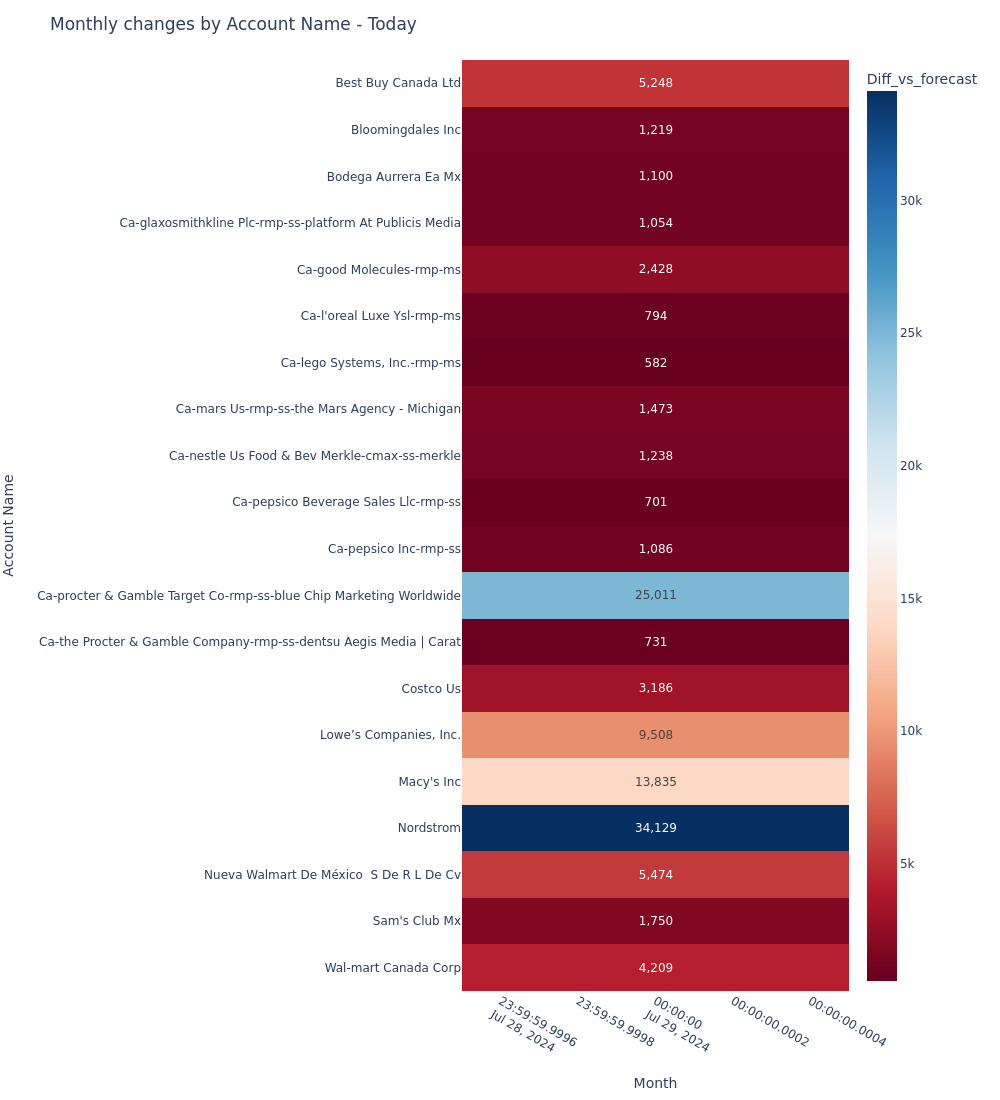 Monthly changes by Account Name - Today
Diff_vs_forecast
Best Buy Canada Ltd 5,248
Bloomingdales Inc 1,219
Bodega Aurrera Ea Mx 1,100
Ca-glaxosmithkline Plc-rmp-ss-platform At Publicis Media 1,054
Ca-good Molecules-rmp-ms 2,428
Ca-l'oreal Luxe Ysl-rmp-ms 794
Ca-lego Systems, Inc.-rmp-ms 582
Ca-mars Us-rmp-ss-the Mars Agency - Michigan 1,473
Ca-nestle Us Food & Bev Merkle-cmax-ss-merkle 1,238
Ca-pepsico Beverage Sales Llc-rmp-ss 701
Ca-pepsico Inc-rmp-ss 1,086
Ca-procter & Gamble Target Co-rmp-ss-blue Chip Marketing Worldwide 25,011
Ca-the Procter & Gamble Company-rmp-ss-dentsu Aegis Media | Carat 731
Costco Us 3,186
Lowe’s Companies, Inc. 9,508
Macy's Inc 13,835
Nordstrom 34,129
Nueva Walmart De México  S De R L De Cv 5,474
Sam's Club Mx 1,750
Wal-mart Canada Corp 4,209
Account Name
30k
25k
20k
15k
10k
5k
23:59:59.9996
Jul 28, 2024
23:59:59.9998
00:00:00
Jul 29, 2024
00:00:00.0002
00:00:00.0004
Month